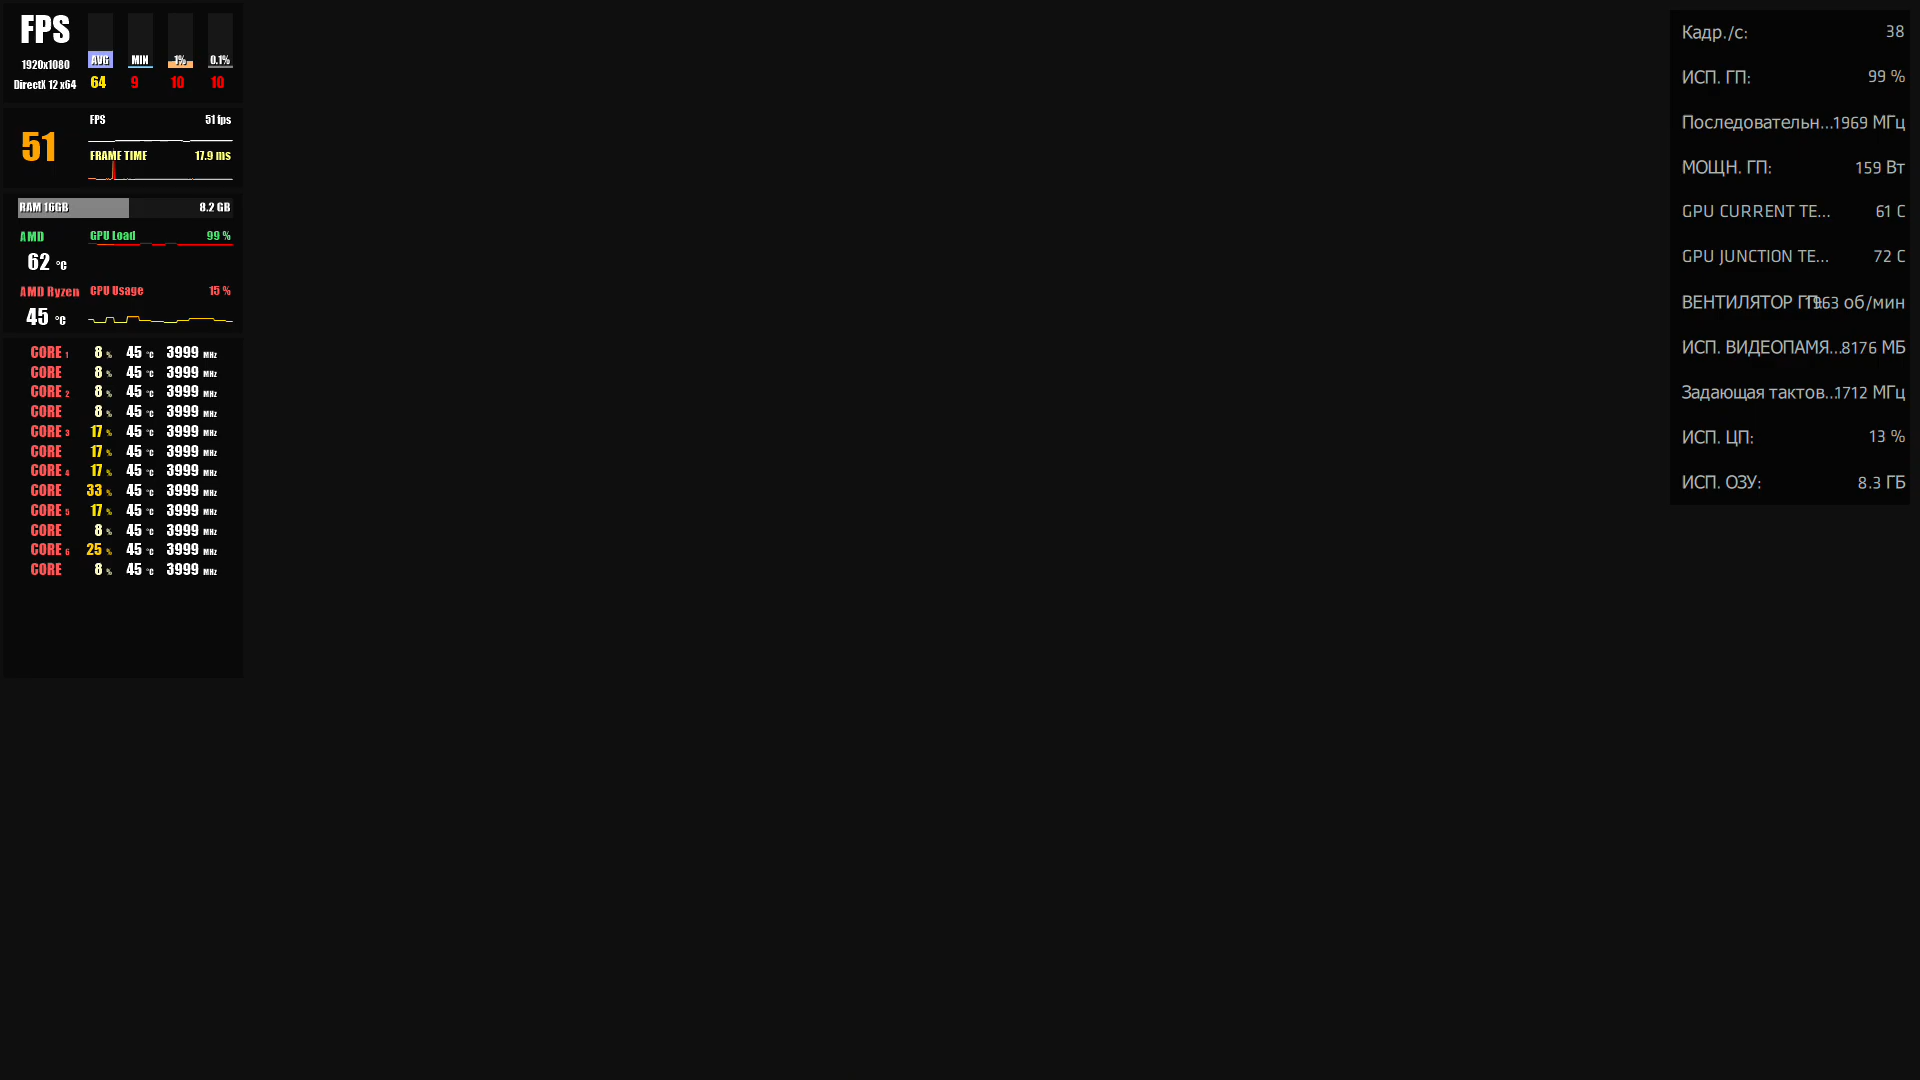 FPS
1920x1080
DirectX 12 x64
AVG MIN 1% 0.1%
64 9 10 10
51
FPS 51 fps
FRAME TIME 17.9 ms
RAM 16GB 8.2 GB
AMD GPU Load 99 %
62 °C
AMD Ryzen CPU Usage 15 %
45 °C
CORE 1 8 % 45 °C 3999 MHz
CORE 8 % 45 °C 3999 MHz
CORE 2 8 % 45 °C 3999 MHz
CORE 8 % 45 °C 3999 MHz
CORE 3 17 % 45 °C 3999 MHz
CORE 17 % 45 °C 3999 MHz
CORE 4 17 % 45 °C 3999 MHz
CORE 33 % 45 °C 3999 MHz
CORE 5 17 % 45 °C 3999 MHz
CORE 8 % 45 °C 3999 MHz
CORE 6 25 % 45 °C 3999 MHz
CORE 8 % 45 °C 3999 MHz
Кадр./с: 38
ИСП. ГП: 99 %
Последовательн...1969 МГц
МОЩН. ГП: 159 Вт
GPU CURRENT TE... 61 C
GPU JUNCTION TE... 72 C
ВЕНТИЛЯТОР ГП: 1963 об/мин
ИСП. ВИДЕОПАМЯ...8176 МБ
Задающая тактов...1712 МГц
ИСП. ЦП: 13 %
ИСП. ОЗУ: 8.3 ГБ